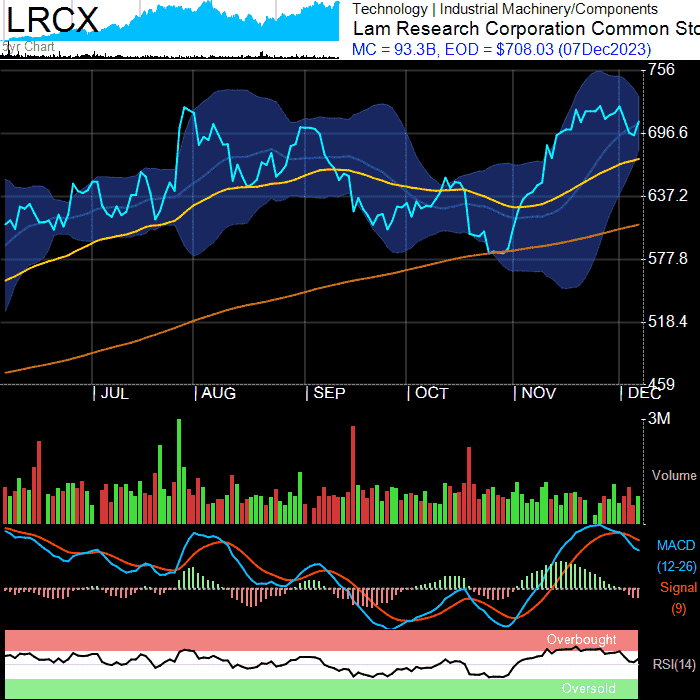 LRCX
5yr Chart
Technology | Industrial Machinery/Components
Lam Research Corporation Common Sto
MC = 93.3B, EOD = $708.03 (07Dec2023)
756
696.6
637.2
577.8
518.4
459
| JUL | AUG | SEP | OCT | NOV | DEC
3M
Volume
MACD
(12-26)
Signal
(9)
Overbought
RSI(14)
Oversold